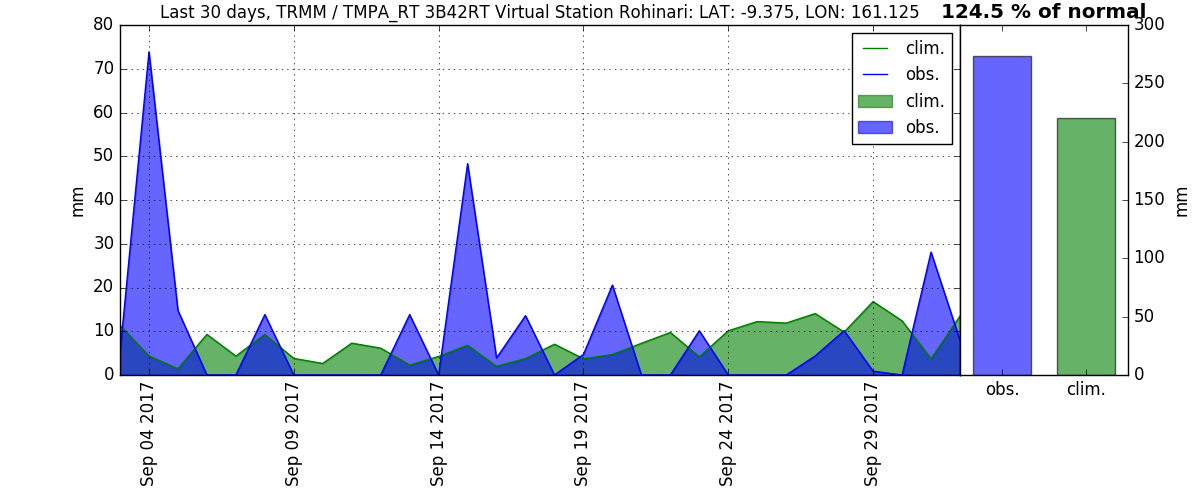 Last 30 days, TRMM / TMPA_RT 3B42RT Virtual Station Rohinari: LAT: -9.375, LON: 161.125
124.5 % of normal
80
70
60
50
40
30
20
10
0
mm
clim.
obs.
clim.
obs.
Sep 04 2017
Sep 09 2017
Sep 14 2017
Sep 19 2017
Sep 24 2017
Sep 29 2017
300
250
200
150
100
50
0
mm
obs.
clim.